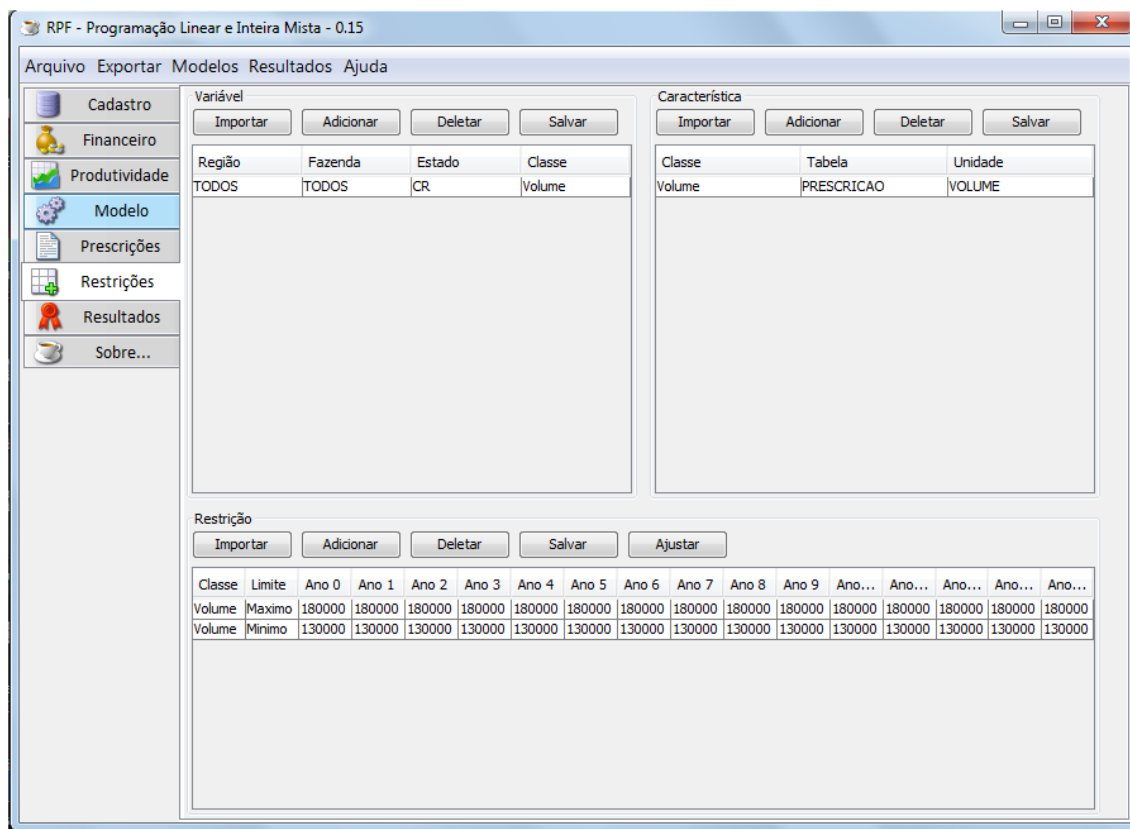 RPF - Programação Linear e Inteira Mista - 0.15
Arquivo Exportar Modelos Resultados Ajuda
Cadastro
Financeiro
Produtividade
Modelo
Prescrições
Restrições
Resultados
Sobre...
Variável
Importar Adicionar Deletar Salvar
Região Fazenda Estado Classe
TODOS TODOS CR Volume
Característica
Importar Adicionar Deletar Salvar
Classe Tabela Unidade
Volume PRESCRICAO VOLUME
Restrição
Importar Adicionar Deletar Salvar Ajustar
Classe Limite Ano 0 Ano 1 Ano 2 Ano 3 Ano 4 Ano 5 Ano 6 Ano 7 Ano 8 Ano 9 Ano... Ano... Ano... Ano... Ano...
Volume Maximo 180000 180000 180000 180000 180000 180000 180000 180000 180000 180000 180000 180000 180000 180000 180000
Volume Minimo 130000 130000 130000 130000 130000 130000 130000 130000 130000 130000 130000 130000 130000 130000 130000